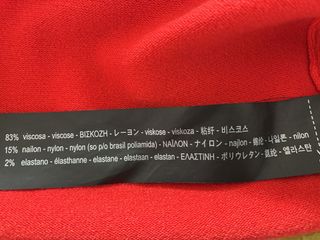 83% viscosa - viscose - ΒΙΣΚΟΖΗ - レーヨン - viskose - viskoza - 粘纤 - 비스코스
15% nailon - nylon - nylon (so p/o brasil poliamida) - ΝΑΪΛΟΝ - ナイロン - najlon - 錦纶 - 나일론 - nilon
2% elastano - élasthanne - elastane - elastaan - elastan - ΕΛΑΣΤΙΝΗ - ポリウレタン - 氨纶 - 엘라스탄